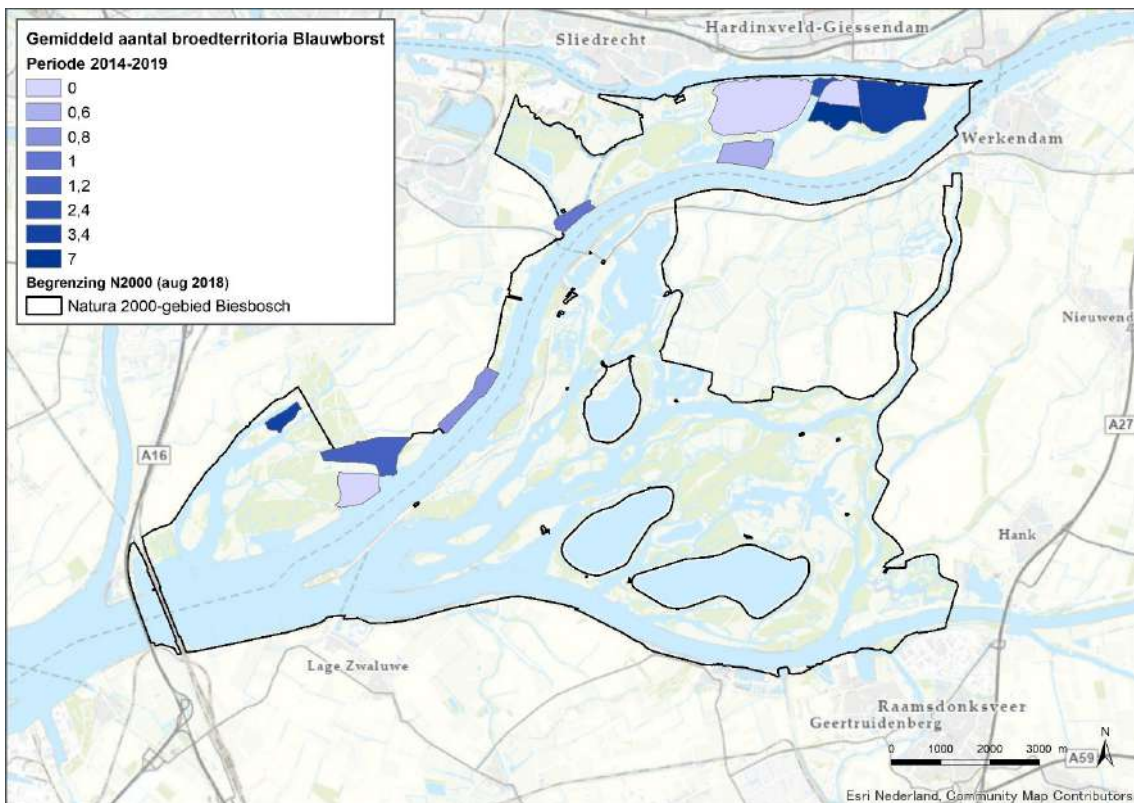 Gemiddeld aantal broedterritoria Blauwborst
Periode 2014-2019
0
0,6
0,8
1
1,2
2,4
3,4
7
Begrenzing N2000 (aug 2018)
Natura 2000-gebied Biesbosch
Hardinxveld-Giessendam
Sliedrecht
Werkendam
Nieuwend
A27
A16
Hank
Lage Zwaluwe
Raamsdonksveer
Geertruidenberg
N
0 1000 2000 3000 m
A59
Esri Nederland, Community Map Contributors